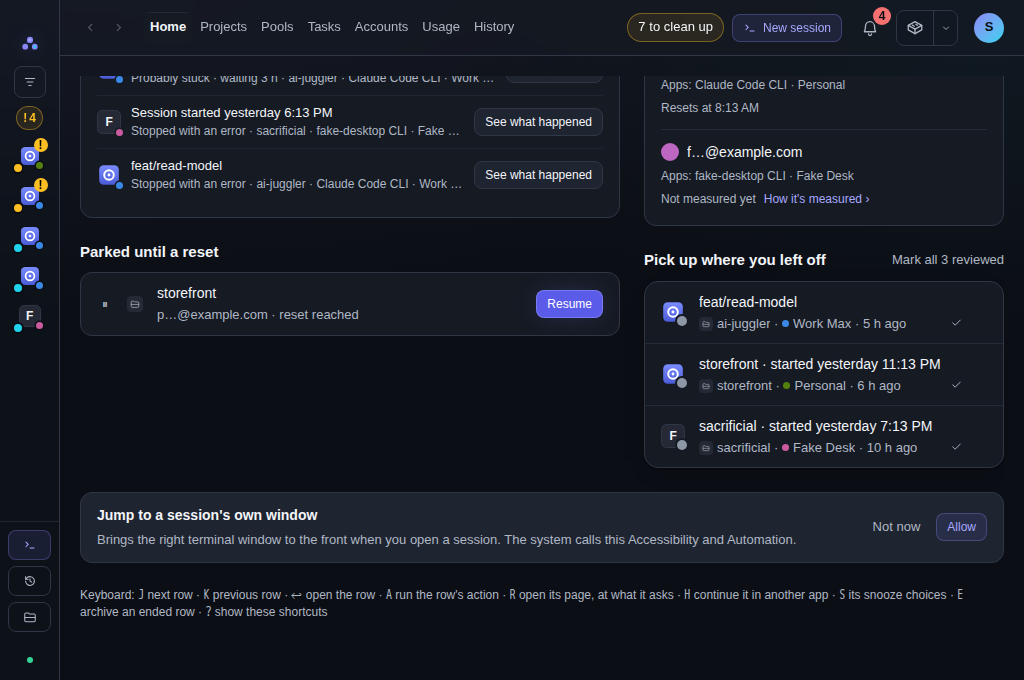 Home Projects Pools Tasks Accounts Usage History
7 to clean up
New session
4
S
! 4
!
!
F
Probably stuck · waiting 3 h · ai-juggler · Claude Code CLI · Work …
F
Session started yesterday 6:13 PM
Stopped with an error · sacrificial · fake-desktop CLI · Fake …
See what happened
feat/read-model
Stopped with an error · ai-juggler · Claude Code CLI · Work …
See what happened
Parked until a reset
storefront
p…@example.com · reset reached
Resume
Apps: Claude Code CLI · Personal
Resets at 8:13 AM
f…@example.com
Apps: fake-desktop CLI · Fake Desk
Not measured yet How it's measured ›
Pick up where you left off
Mark all 3 reviewed
feat/read-model
ai-juggler · Work Max · 5 h ago
storefront · started yesterday 11:13 PM
storefront · Personal · 6 h ago
F
sacrificial · started yesterday 7:13 PM
sacrificial · Fake Desk · 10 h ago
Jump to a session's own window
Brings the right terminal window to the front when you open a session. The system calls this Accessibility and Automation.
Not now
Allow
Keyboard: J next row · K previous row · ↩ open the row · A run the row's action · R open its page, at what it asks · H continue it in another app · S its snooze choices · E
archive an ended row · ? show these shortcuts